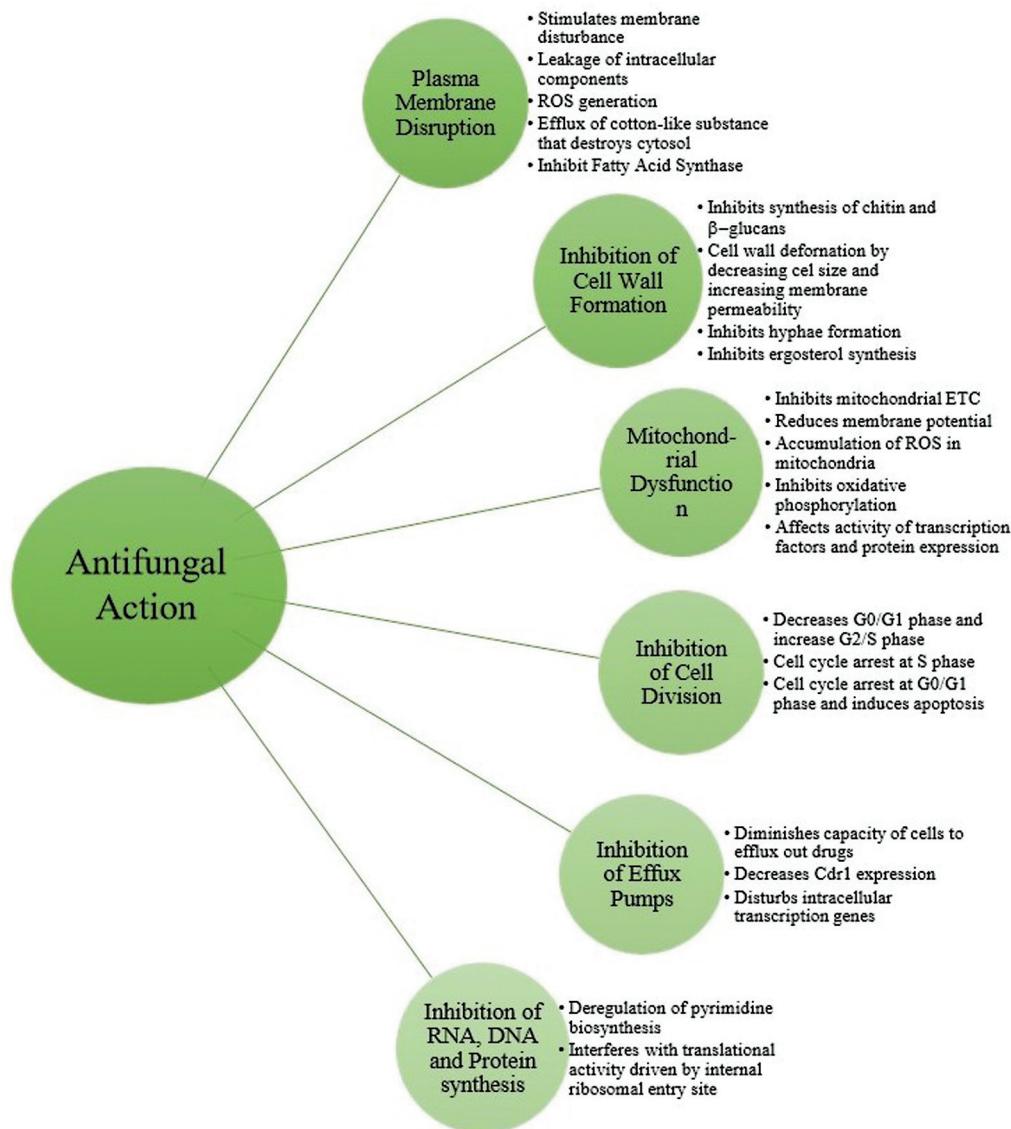 Plasma
Membrane
Disruption
• Stimulates membrane
disturbance
• Leakage of intracellular
components
• ROS generation
• Efflux of cotton-like substance
that destroys cytosol
• Inhibit Fatty Acid Synthase
Inhibition of
Cell Wall
Formation
• Inhibits synthesis of chitin and
β–glucans
• Cell wall defornation by
decreasing cel size and
increasing membrane
permeability
• Inhibits hyphae formation
• Inhibits ergosterol synthesis
Mitochond-
rial
Dysfunctio
n
• Inhibits mitochondrial ETC
• Reduces membrane potential
• Accumulation of ROS in
mitochondria
• Inhibits oxidative
phosphorylation
• Affects activity of transcription
factors and protein expression
Antifungal
Action
Inhibition
of Cell
Division
• Decreases G0/G1 phase and
increase G2/S phase
• Cell cycle arrest at S phase
• Cell cycle arrest at G0/G1
phase and induces apoptosis
Inhibition
of Effux
Pumps
• Diminishes capacity of cells to
efflux out drugs
• Decreases Cdr1 expression
• Disturbs intracellular
transcription genes
Inhibition of
RNA, DNA
and Protein
synthesis
• Deregulation of pyrimidine
biosynthesis
• Interferes with translational
activity driven by internal
ribosomal entry site